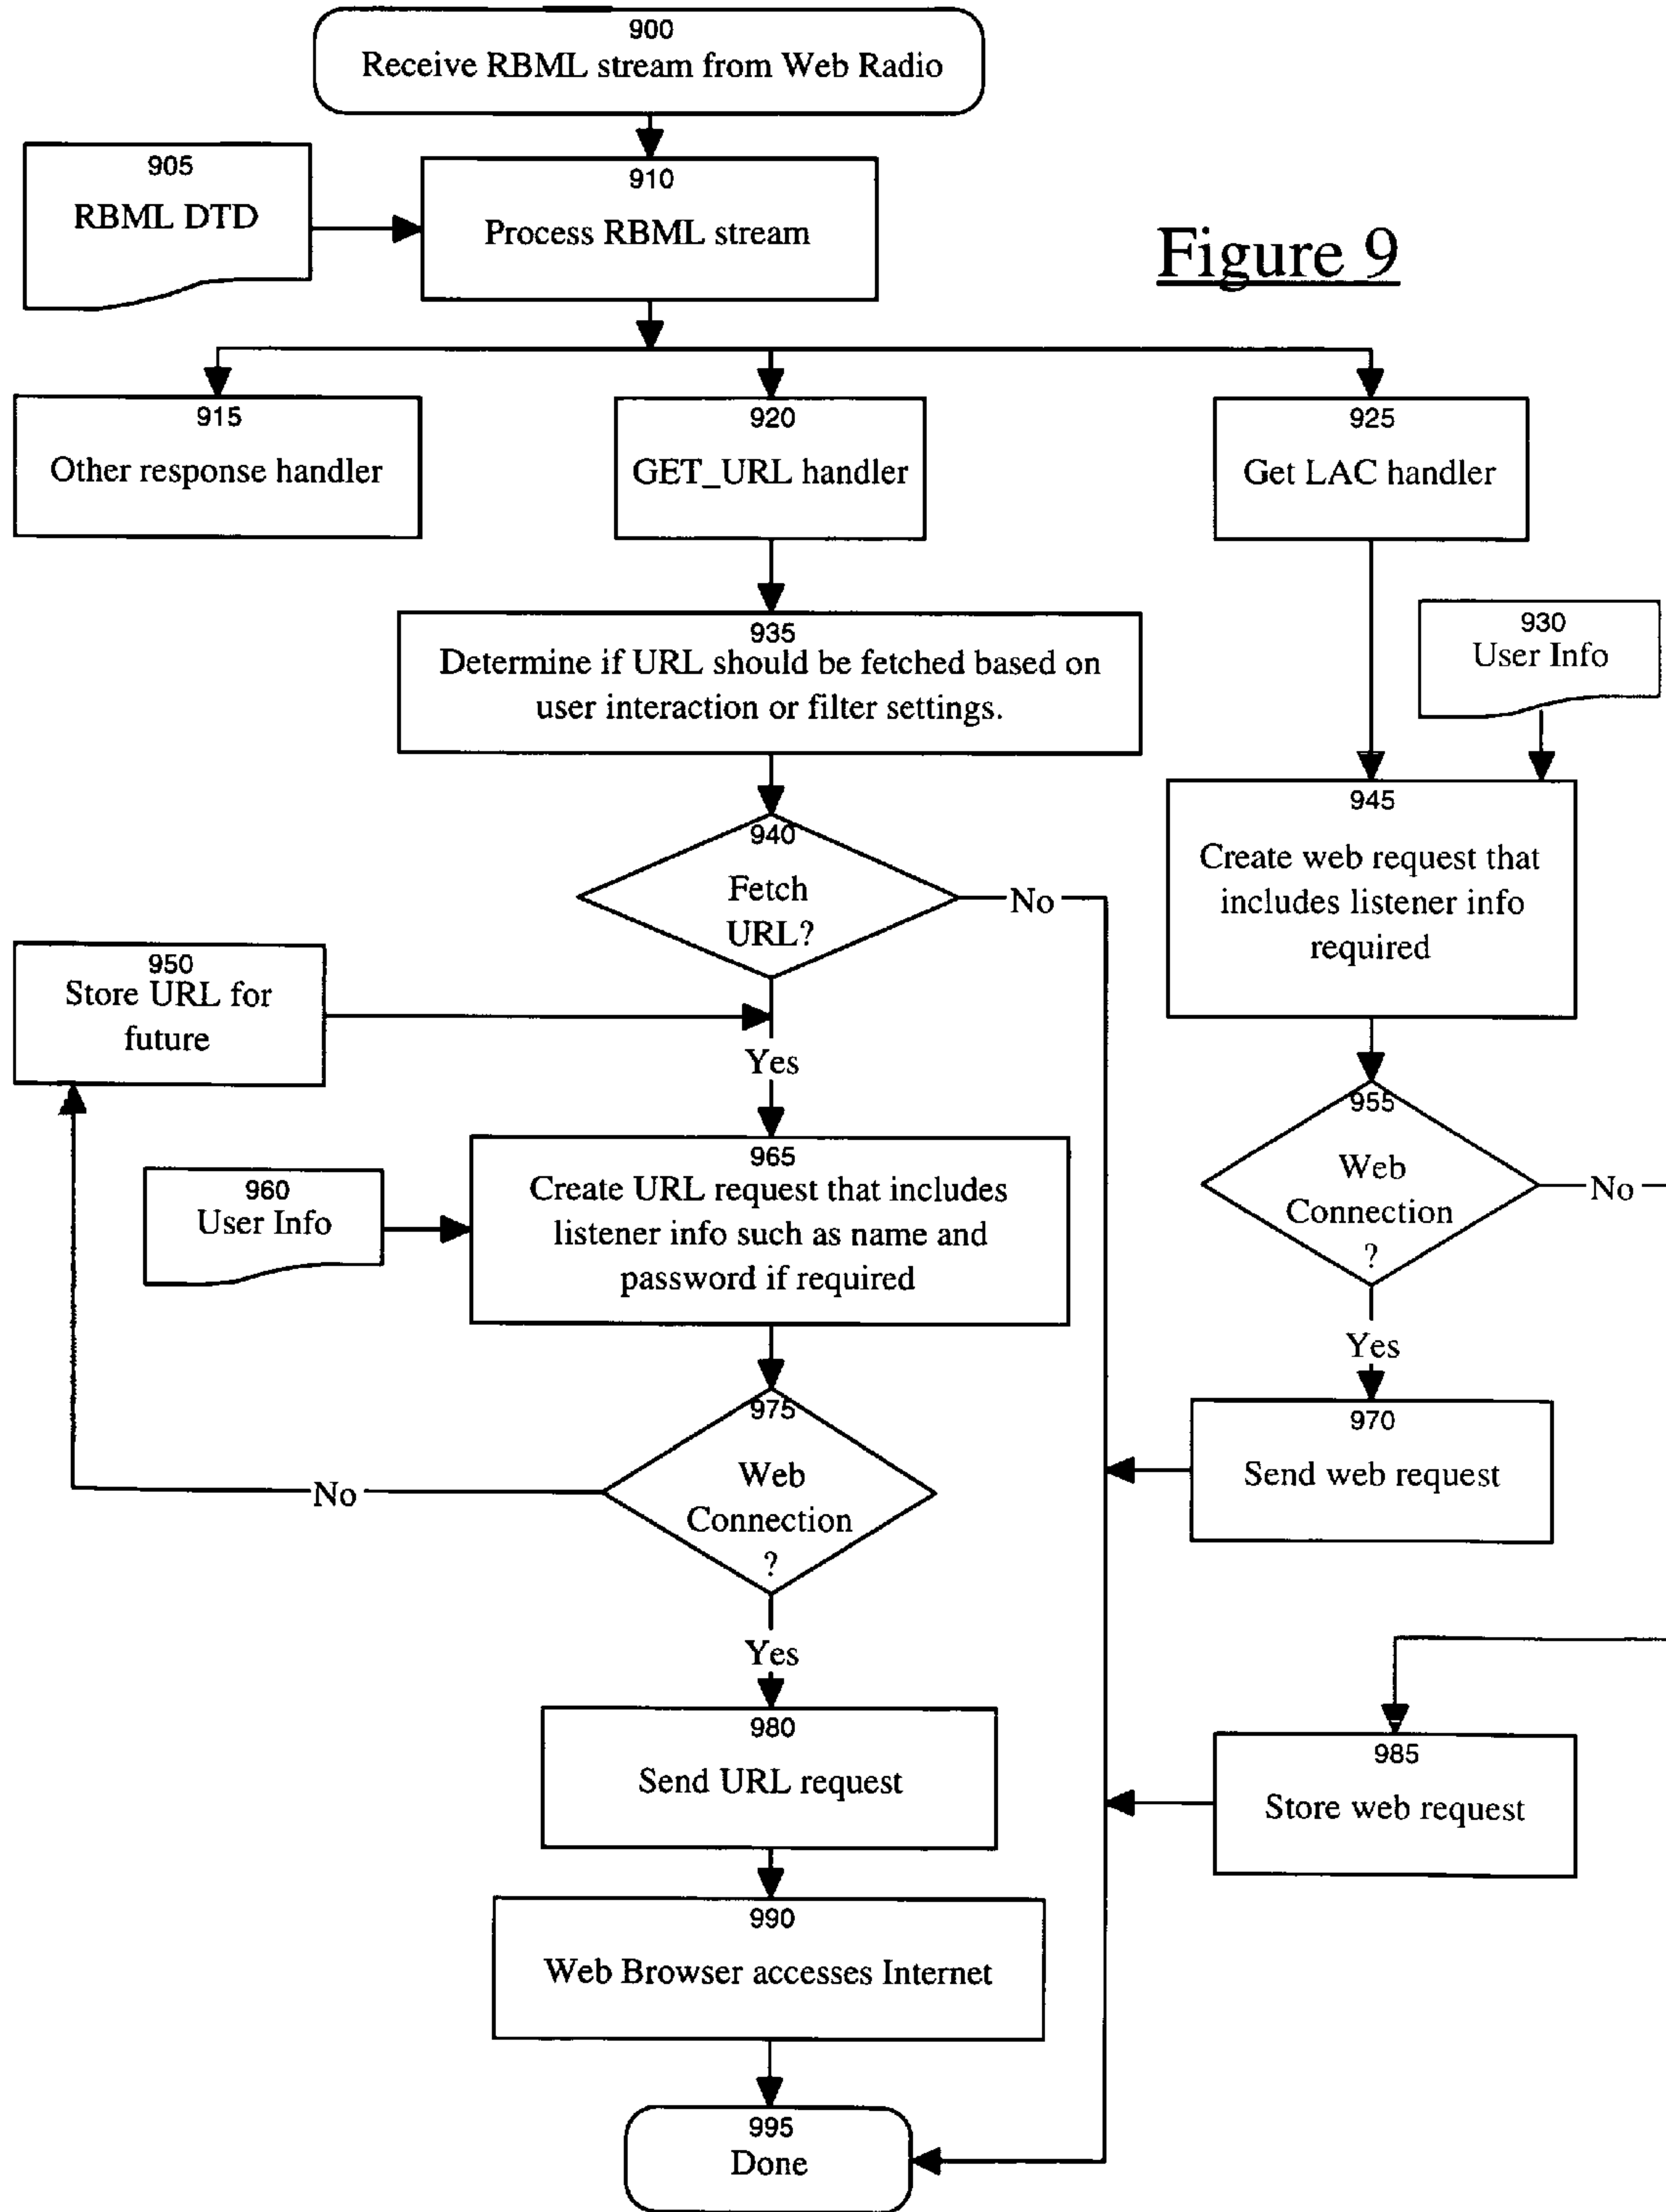 900
Receive RBML stream from Web Radio
905
RBML DTD
910
Process RBML stream
Figure 9
915
Other response handler
920
GET_URL handler
925
Get LAC handler
930
User Info
935
Determine if URL should be fetched based on
user interaction or filter settings.
940
Fetch
URL?
No
945
Create web request that
includes listener info
required
950
Store URL for
future
Yes
955
Web
Connection
?
No
960
User Info
965
Create URL request that includes
listener info such as name and
password if required
Yes
970
Send web request
975
Web
Connection
?
No
Yes
980
Send URL request
985
Store web request
990
Web Browser accesses Internet
995
Done